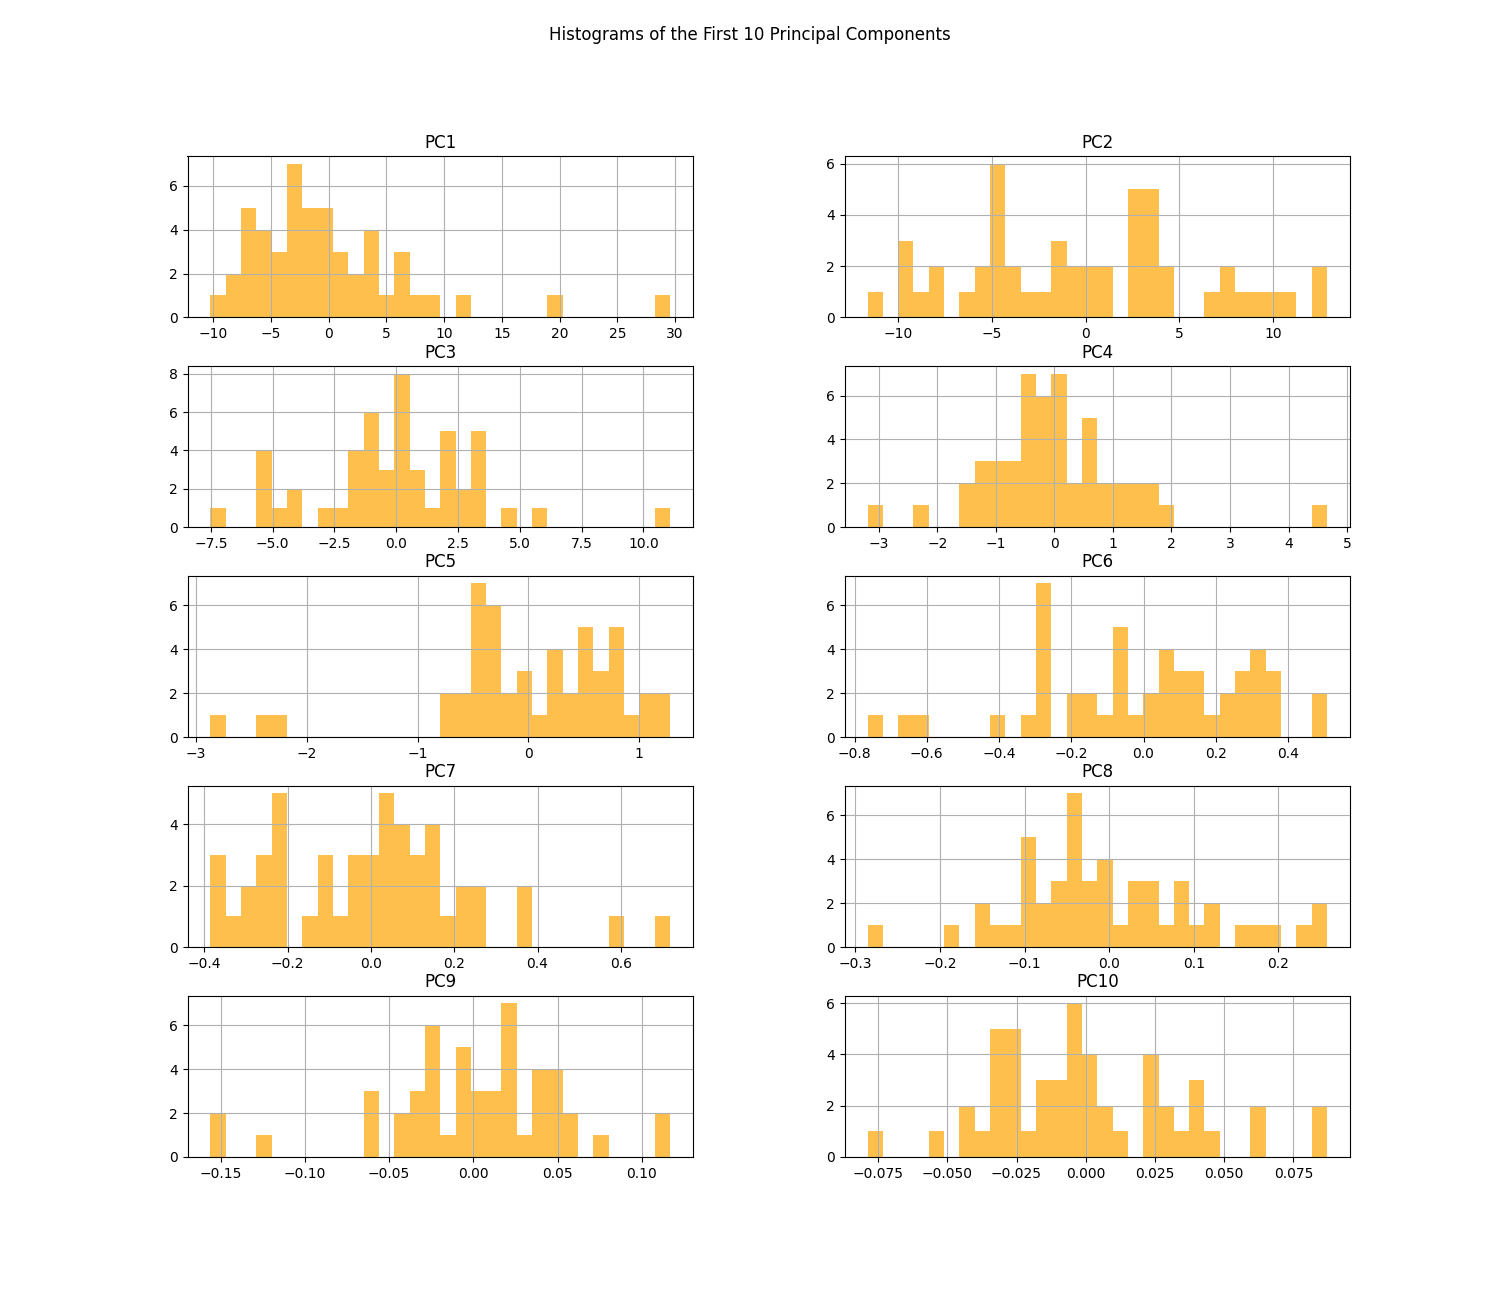 Histograms of the First 10 Principal Components
PC1
6
4
2
0
−10 −5 0 5 10 15 20 25 30
PC2
6
4
2
0
−10 −5 0 5 10
PC3
8
6
4
2
0
−7.5 −5.0 −2.5 0.0 2.5 5.0 7.5 10.0
PC4
6
4
2
0
−3 −2 −1 0 1 2 3 4 5
PC5
6
4
2
0
−3 −2 −1 0 1
PC6
6
4
2
0
−0.8 −0.6 −0.4 −0.2 0.0 0.2 0.4
PC7
4
2
0
−0.4 −0.2 0.0 0.2 0.4 0.6
PC8
6
4
2
0
−0.3 −0.2 −0.1 0.0 0.1 0.2
PC9
6
4
2
0
−0.15 −0.10 −0.05 0.00 0.05 0.10
PC10
6
4
2
0
−0.075 −0.050 −0.025 0.000 0.025 0.050 0.075